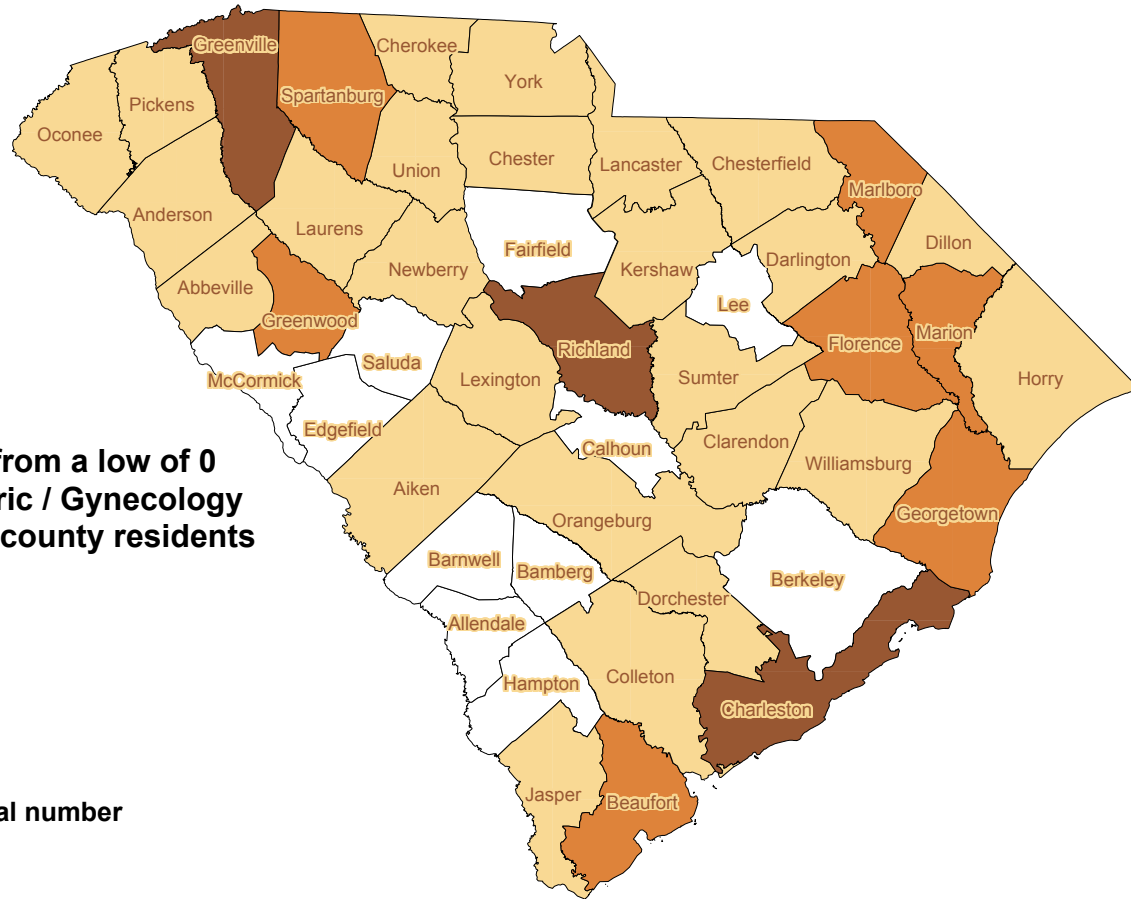 Greenville
Cherokee
York
Spartanburg
Pickens
Oconee
Union
Chester
Lancaster
Chesterfield
Marlboro
Anderson
Laurens
Fairfield
Dillon
Newberry
Kershaw
Darlington
Abbeville
Greenwood
Lee
Florence
Marion
Richland
Saluda
McCormick
Lexington
Sumter
Horry
Edgefield
Calhoun
Clarendon
Williamsburg
from a low of 0
ric / Gynecology
county residents
Aiken
Orangeburg
Georgetown
Barnwell
Bamberg
Berkeley
Dorchester
Allendale
Hampton
Colleton
Charleston
Jasper
Beaufort
al number